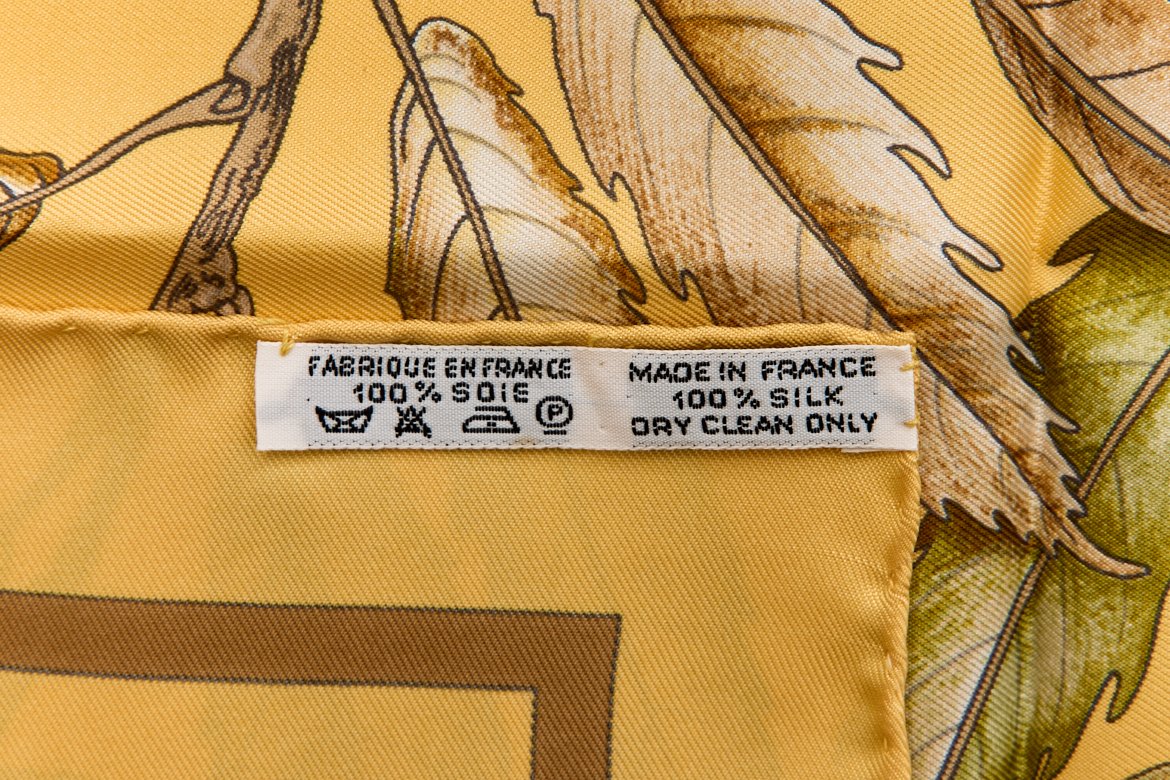 FABRIQUE EN FRANCE
100% SOIE
P
MADE IN FRANCE
100% SILK
DRY CLEAN ONLY